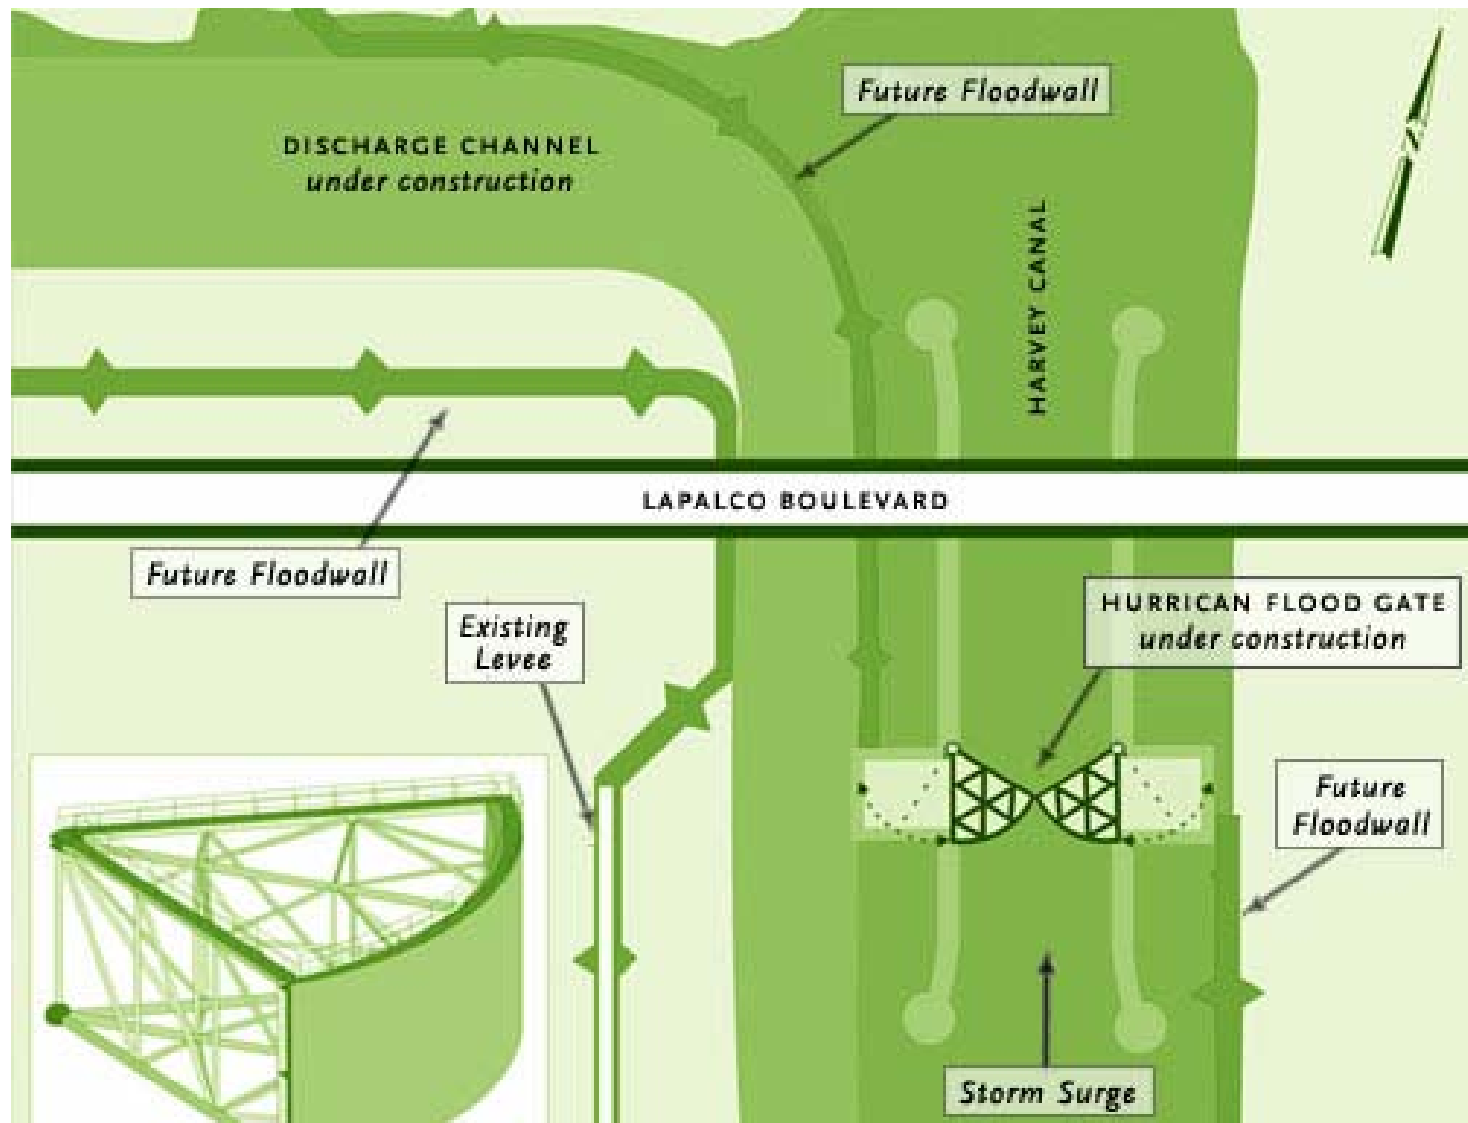 Future Floodwall
DISCHARGE CHANNEL
under construction
HARVEY CANAL
LAPALCO BOULEVARD
Future Floodwall
HURRICAN FLOOD GATE
under construction
Existing
Levee
Future
Floodwall
Storm Surge